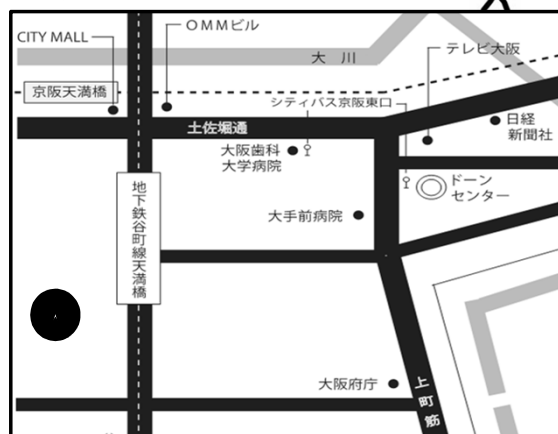 OMMビル
CITY MALL
大川
テレビ大阪
京阪天満橋
シティバス京阪東口
日経
新聞社
土佐堀通
大阪歯科
大学病院
ドーン
センター
地下鉄谷町線天満橋
大手前病院
大阪府庁
上町筋